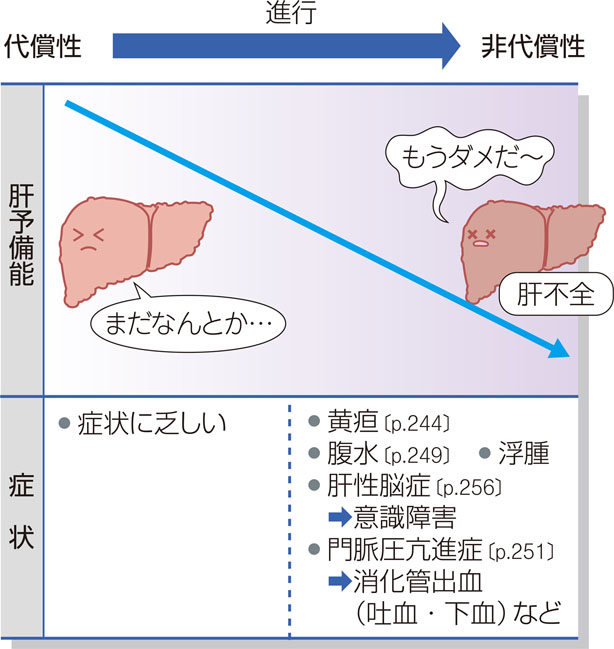 進行
代償性
非代償性
肝予備能
もうダメだ〜
まだなんとか…
肝不全
症状
● 症状に乏しい
● 黄疸〔p.244〕
● 腹水〔p.249〕 ● 浮腫
● 肝性脳症〔p.256〕
➡意識障害
● 門脈圧亢進症〔p.251〕
➡消化管出血
（吐血・下血）など